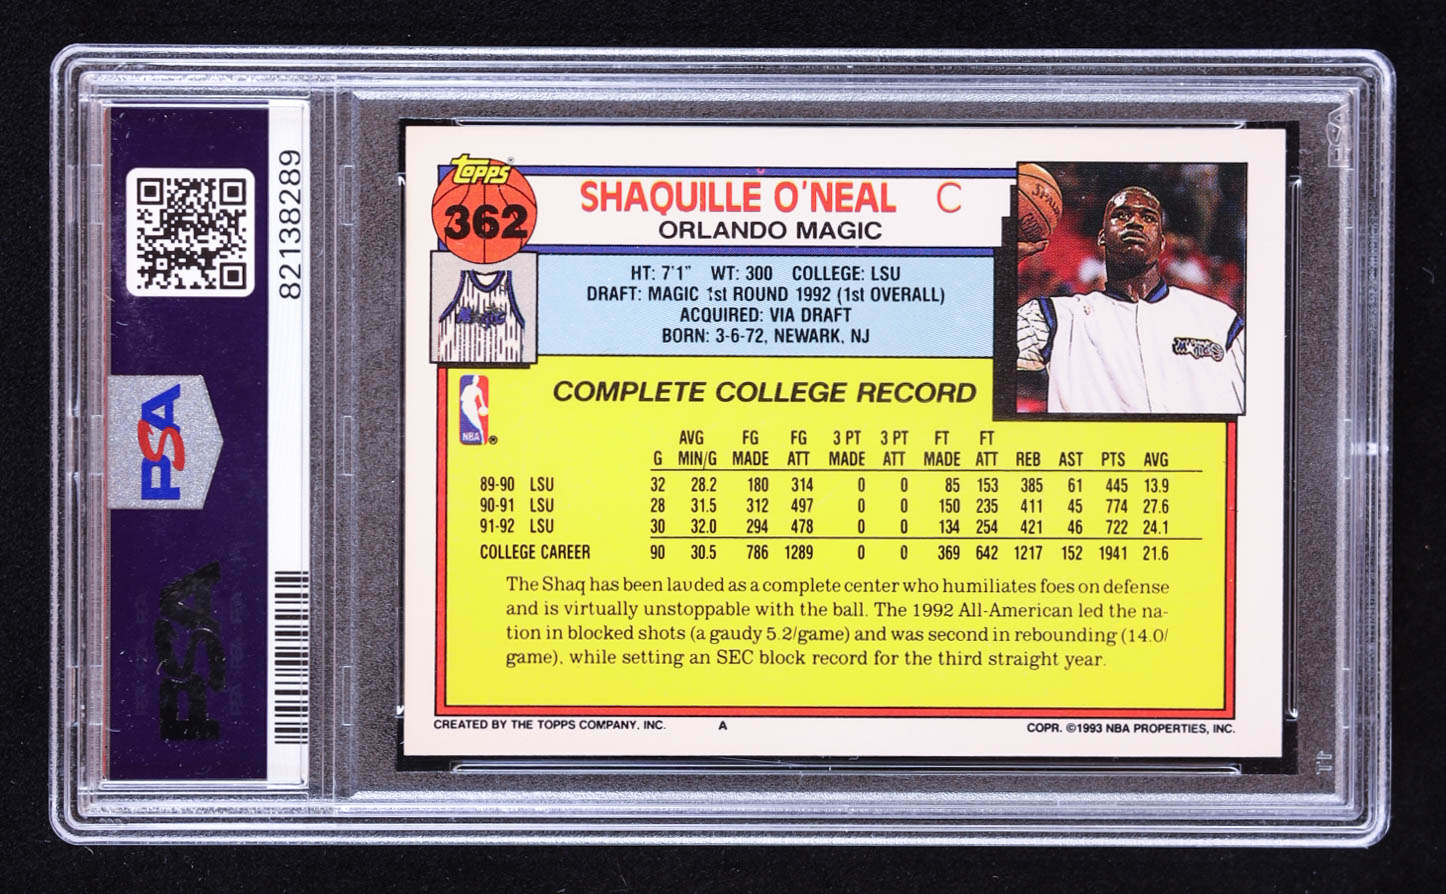 82138289
PSA
PSA
Topps
362
SHAQUILLE O'NEAL C
ORLANDO MAGIC
HT: 7'1" WT: 300 COLLEGE: LSU
DRAFT: MAGIC 1st ROUND 1992 (1st OVERALL)
ACQUIRED: VIA DRAFT
BORN: 3-6-72, NEWARK, NJ
Magic
SPALDING
NBA ®
COMPLETE COLLEGE RECORD
AVG FG FG 3 PT 3 PT FT FT
G MIN/G MADE ATT MADE ATT MADE ATT REB AST PTS AVG
89-90 LSU 32 28.2 180 314 0 0 85 153 385 61 445 13.9
90-91 LSU 28 31.5 312 497 0 0 150 235 411 45 774 27.6
91-92 LSU 30 32.0 294 478 0 0 134 254 421 46 722 24.1
COLLEGE CAREER 90 30.5 786 1289 0 0 369 642 1217 152 1941 21.6
The Shaq has been lauded as a complete center who humiliates foes on defense
and is virtually unstoppable with the ball. The 1992 All-American led the na-
tion in blocked shots (a gaudy 5.2/game) and was second in rebounding (14.0/
game), while setting an SEC block record for the third straight year.
CREATED BY THE TOPPS COMPANY, INC. A COPR. ©1993 NBA PROPERTIES, INC.
PSA